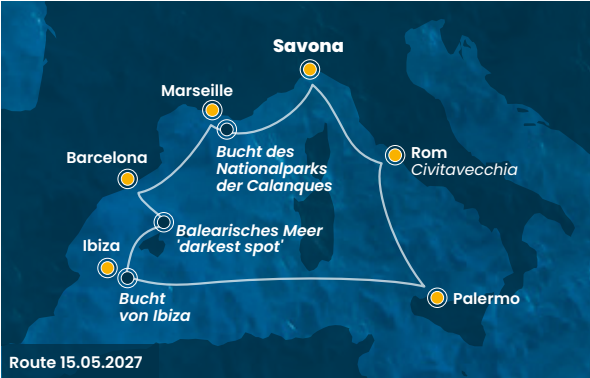 Savona
Marseille
Bucht des
Nationalparks
der Calanques
Rom
Civitavecchia
Barcelona
Balearisches Meer
'darkest spot'
Ibiza
Bucht
von Ibiza
Palermo
Route 15.05.2027